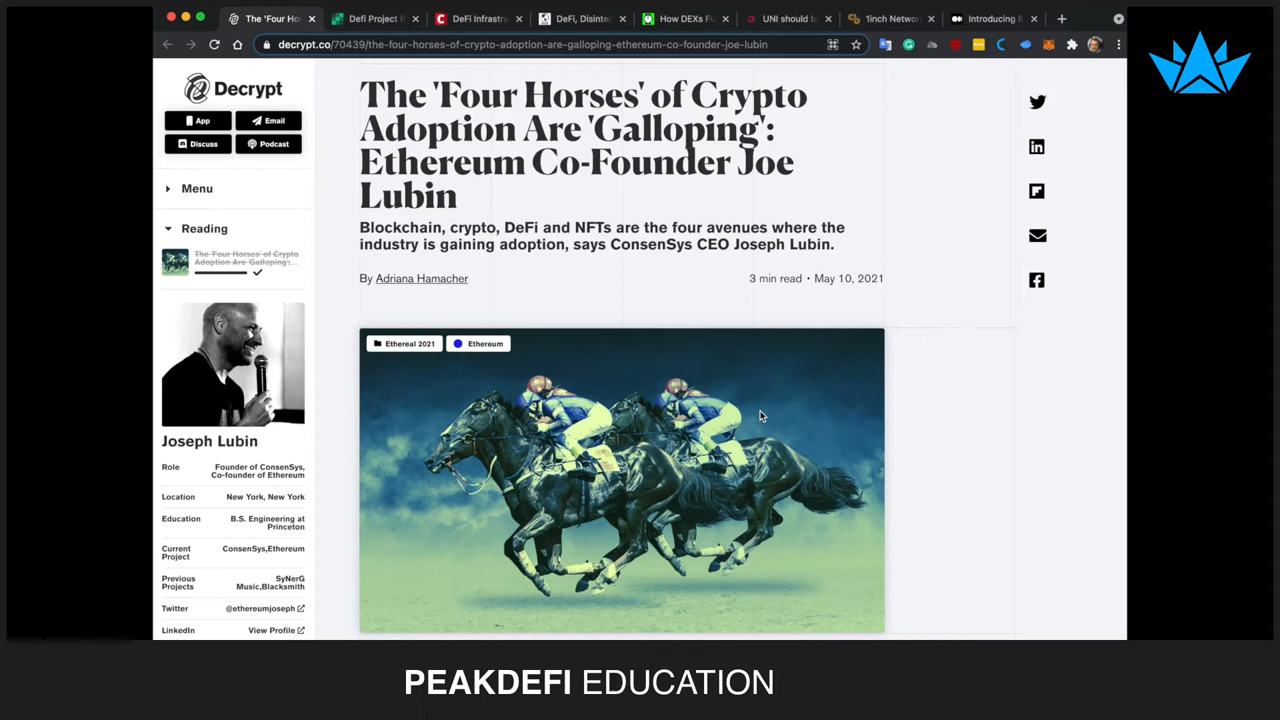 The 'Four Hor
Defi Project R
DeFi Infrastru
DeFi, Disinter
How DEXs Fu
UNI should be
1inch Networ
Introducing B
decrypt.co/70439/the-four-horses-of-crypto-adoption-are-galloping-ethereum-co-founder-joe-lubin
Decrypt
App
Email
Discuss
Podcast
Menu
Reading
The 'Four Horses' of Crypto
Adoption Are 'Galloping':...
Joseph Lubin
Role
Founder of ConsenSys,
Co-founder of Ethereum
Location
New York, New York
Education
B.S. Engineering at
Princeton
Current
Project
ConsenSys,Ethereum
Previous
Projects
SyNerG
Music,Blacksmith
Twitter
@ethereumjoseph
LinkedIn
View Profile
The 'Four Horses' of Crypto
Adoption Are 'Galloping':
Ethereum Co-Founder Joe
Lubin
Blockchain, crypto, DeFi and NFTs are the four avenues where the
industry is gaining adoption, says ConsenSys CEO Joseph Lubin.
By Adriana Hamacher
3 min read • May 10, 2021
Ethereal 2021
Ethereum
PEAKDEFI EDUCATION